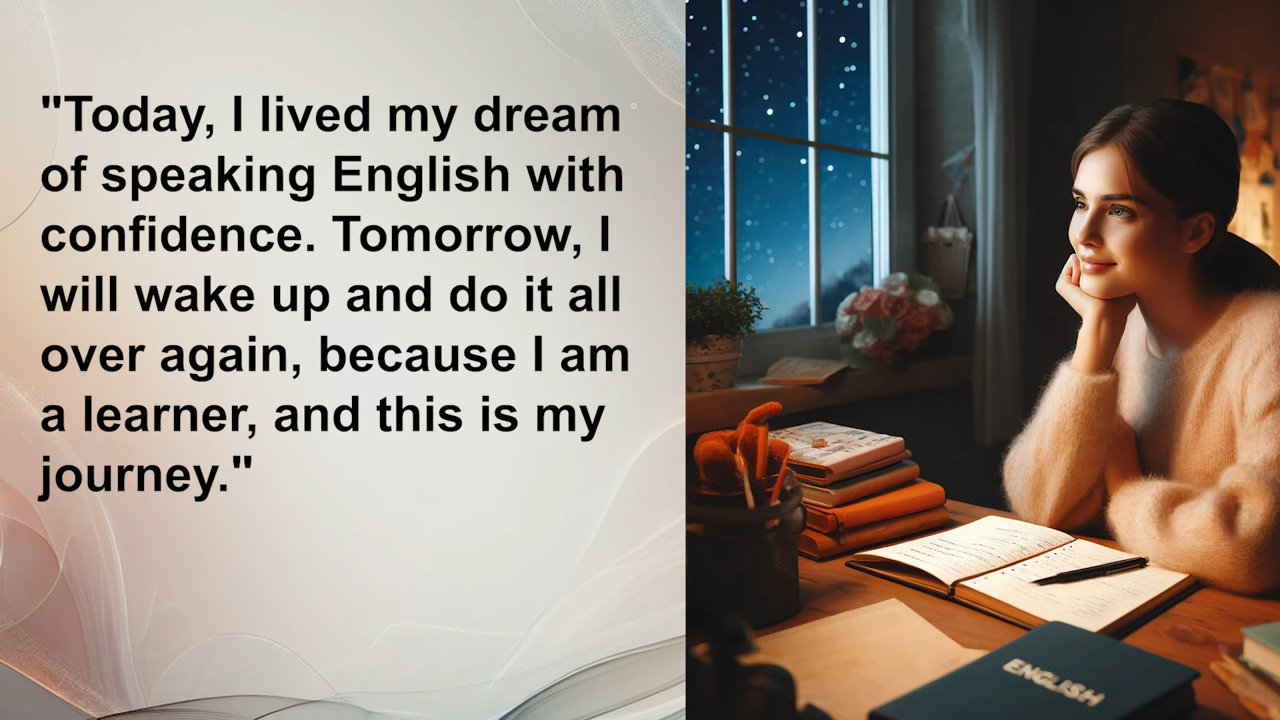 "Today, I lived my dream
of speaking English with
confidence. Tomorrow, I
will wake up and do it all
over again, because I am
a learner, and this is my
journey."
ENGLISH